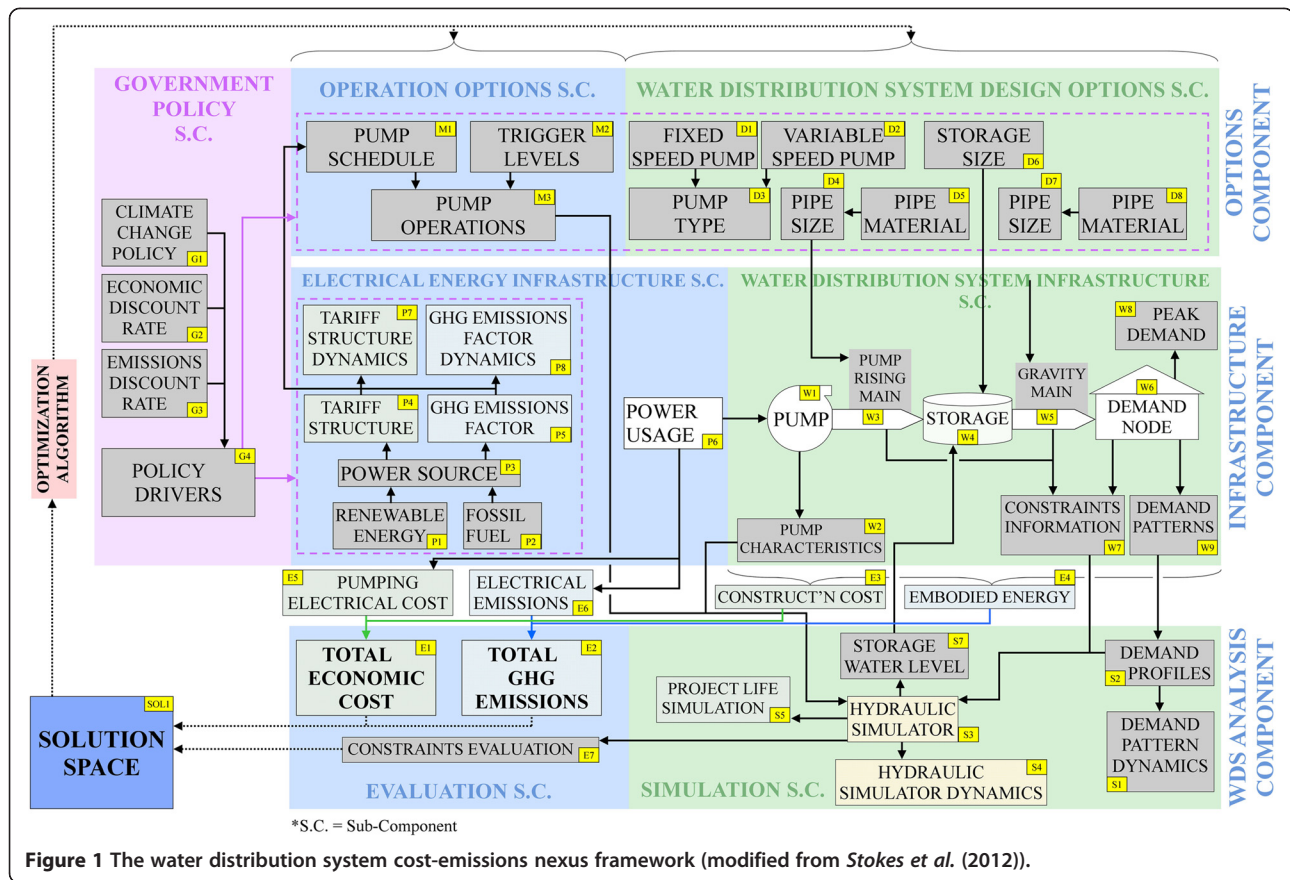 GOVERNMENT
POLICY
S.C.
OPERATION OPTIONS S.C.
WATER DISTRIBUTION SYSTEM DESIGN OPTIONS S.C.
OPTIONS
COMPONENT
PUMP
SCHEDULE
M1
TRIGGER
LEVELS
M2
PUMP
OPERATIONS
M3
FIXED
SPEED PUMP
D1
VARIABLE
SPEED PUMP
D2
STORAGE
SIZE
D6
PUMP
TYPE
D3
PIPE
SIZE
D4
PIPE
MATERIAL
D5
PIPE
SIZE
D7
PIPE
MATERIAL
D8
CLIMATE
CHANGE
POLICY
G1
ECONOMIC
DISCOUNT
RATE
G2
EMISSIONS
DISCOUNT
RATE
G3
POLICY
DRIVERS
G4
OPTIMIZATION
ALGORITHM
ELECTRICAL ENERGY INFRASTRUCTURE S.C.
WATER DISTRIBUTION SYSTEM INFRASTRUCTURE
S.C.
INFRASTRUCTURE
COMPONENT
TARIFF
STRUCTURE
DYNAMICS
P7
GHG EMISSIONS
FACTOR
DYNAMICS
P8
TARIFF
STRUCTURE
P4
GHG EMISSIONS
FACTOR
P5
POWER SOURCE
P3
RENEWABLE
ENERGY
P1
FOSSIL
FUEL
P2
POWER
USAGE
P6
W1
PUMP
PUMP
RISING
MAIN
W3
STORAGE
W4
GRAVITY
MAIN
W5
W8
PEAK
DEMAND
W6
DEMAND
NODE
PUMP
CHARACTERISTICS
W2
CONSTRAINTS
INFORMATION
W7
DEMAND
PATTERNS
W9
E5
PUMPING
ELECTRICAL COST
ELECTRICAL
EMISSIONS
E6
E3
CONSTRUCT'N COST
E4
EMBODIED ENERGY
WDS ANALYSIS
COMPONENT
TOTAL
ECONOMIC
COST
E1
TOTAL
GHG
EMISSIONS
E2
STORAGE
WATER LEVEL
S7
PROJECT LIFE
SIMULATION
S5
HYDRAULIC
SIMULATOR
S3
DEMAND
PROFILES
S2
DEMAND
PATTERN
DYNAMICS
S1
HYDRAULIC
SIMULATOR DYNAMICS
S4
CONSTRAINTS EVALUATION
E7
SOL1
SOLUTION
SPACE
EVALUATION S.C.
SIMULATION S.C.
*S.C. = Sub-Component
Figure 1 The water distribution system cost-emissions nexus framework (modified from Stokes et al. (2012)).